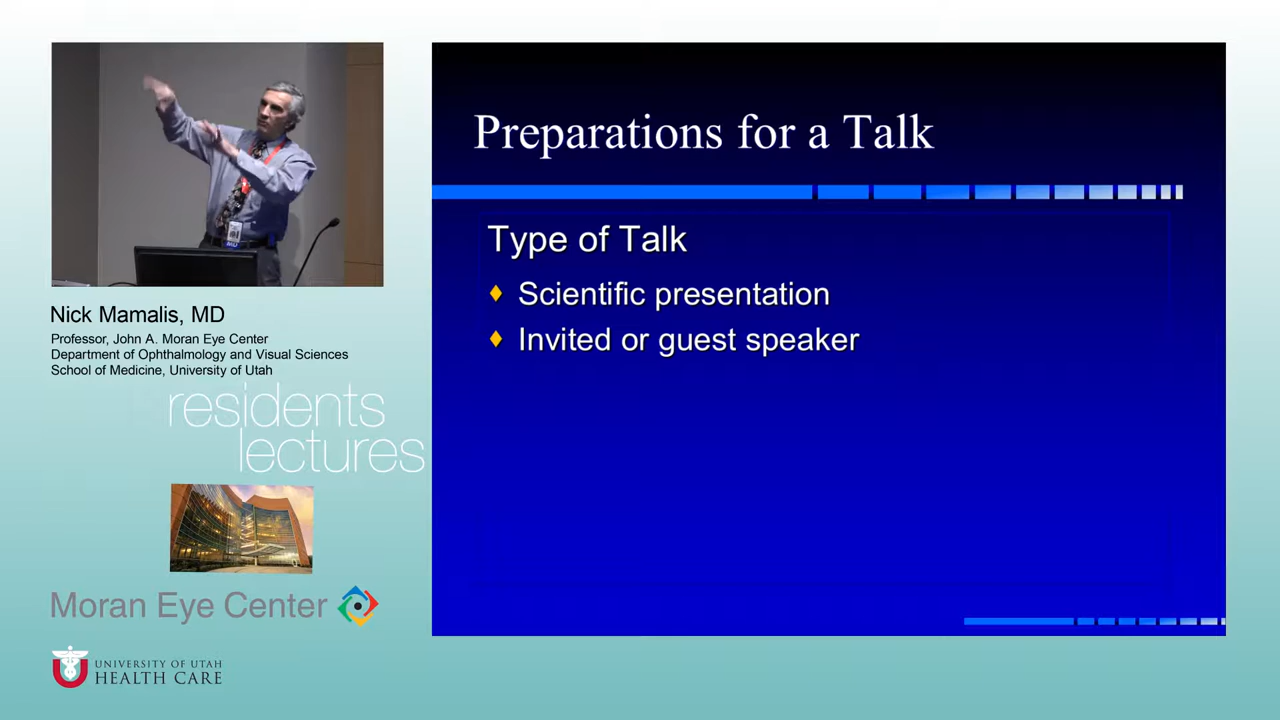 Preparations for a Talk
Type of Talk
Scientific presentation
Invited or guest speaker
Nick Mamalis, MD
Professor, John A. Moran Eye Center
Department of Ophthalmology and Visual Sciences
School of Medicine, University of Utah
residents
lectures
Moran Eye Center
UNIVERSITY OF UTAH
HEALTH CARE
MD